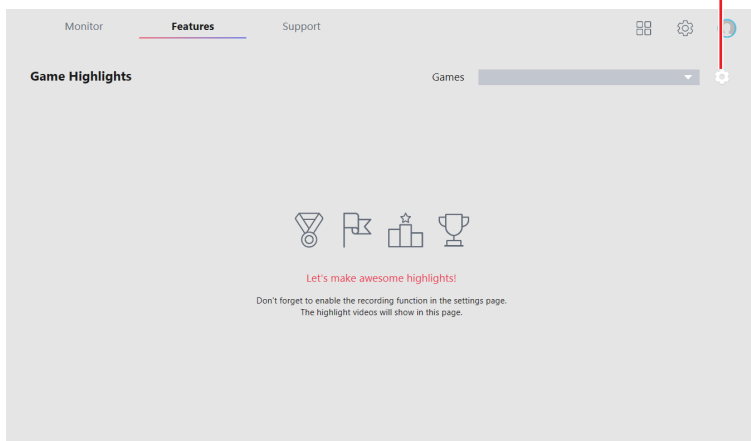 Monitor
Features
Support
Game Highlights
Games
Let's make awesome highlights!
Don't forget to enable the recording function in the settings page.
The highlight videos will show in this page.